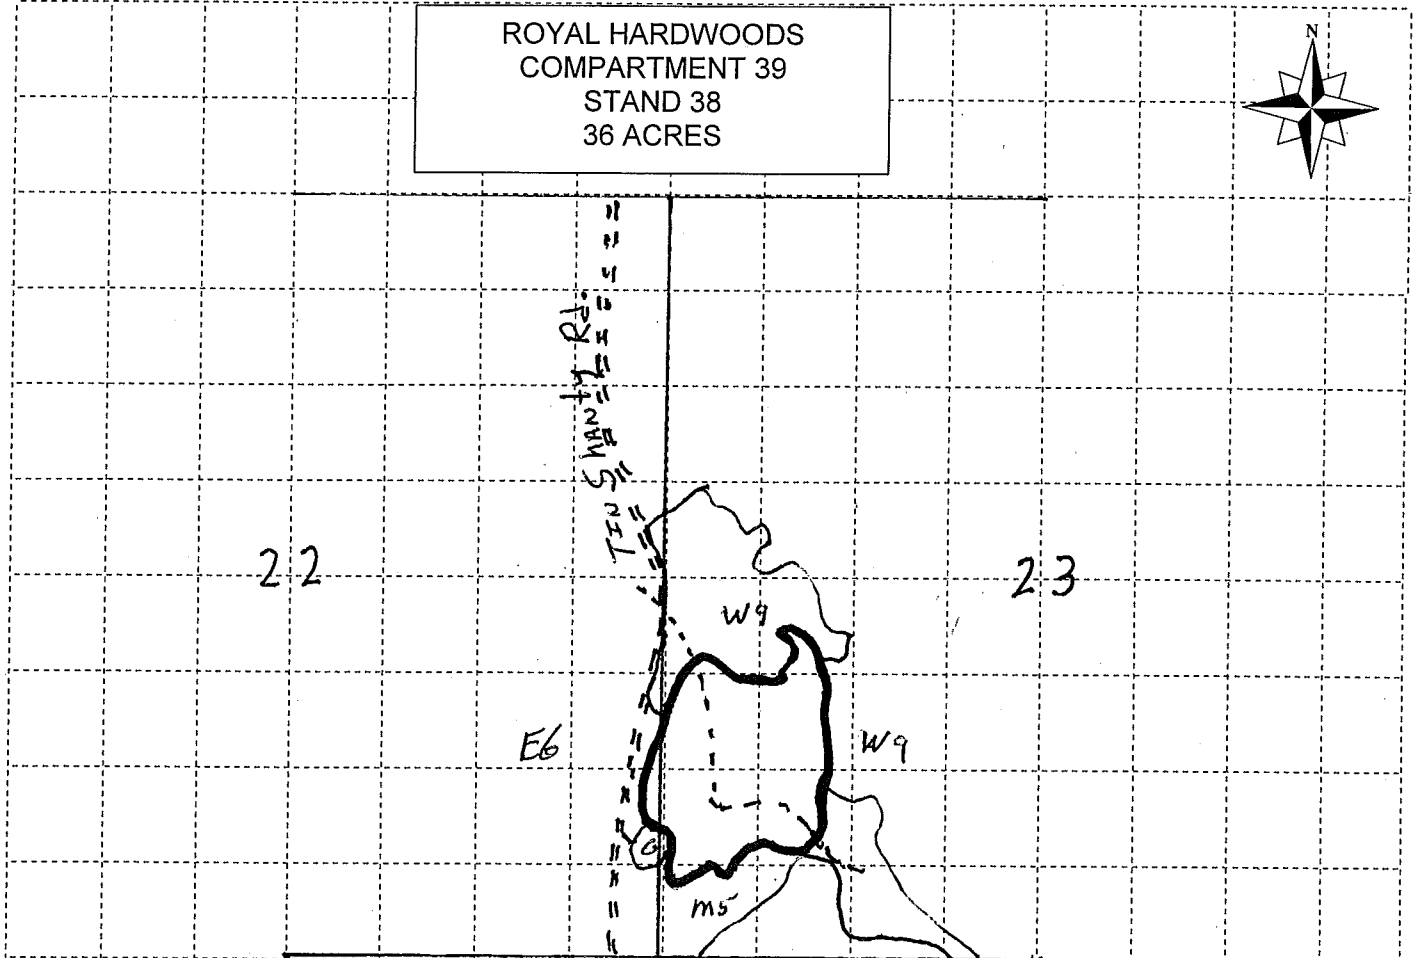 ROYAL HARDWOODS
COMPARTMENT 39
STAND 38
36 ACRES
N
TIN SHANTY Rd.
22
23
W9
E6
W9
G
M5